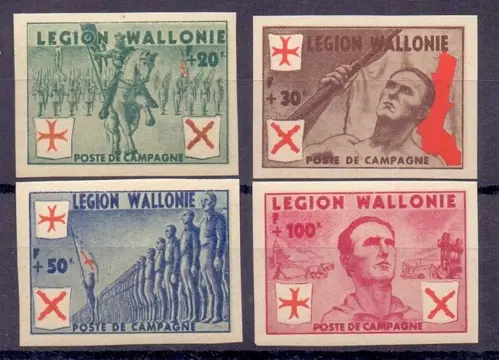 LEGION WALLONIE
F
+20F.
POSTE DE CAMPAGNE
LEGION WALLONIE
F
+30F.
POSTE DE CAMPAGNE
LEGION WALLONIE
F
+50F.
POSTE DE CAMPAGNE
LEGION WALLONIE
F
+100F.
POSTE DE CAMPAGNE